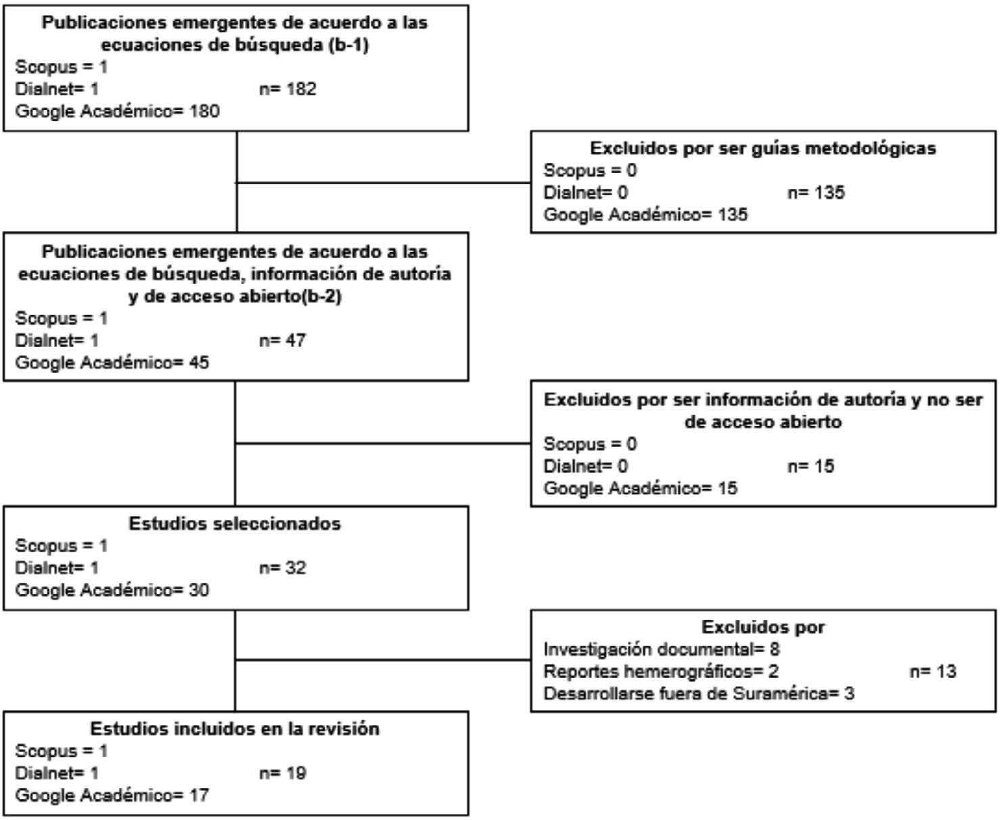 Publicaciones emergentes de acuerdo a las
ecuaciones de búsqueda (b-1)
Scopus = 1
Dialnet= 1 n= 182
Google Académico= 180
Excluidos por ser guías metodológicas
Scopus = 0
Dialnet= 0 n= 135
Google Académico= 135
Publicaciones emergentes de acuerdo a las
ecuaciones de búsqueda, información de autoría
y de acceso abierto(b-2)
Scopus = 1
Dialnet= 1 n= 47
Google Académico= 45
Excluidos por ser información de autoría y no ser
de acceso abierto
Scopus = 0
Dialnet= 0 n= 15
Google Académico= 15
Estudios seleccionados
Scopus = 1
Dialnet= 1 n= 32
Google Académico= 30
Excluidos por
Investigación documental= 8
Reportes hemerográficos= 2 n= 13
Desarrollarse fuera de Suramérica= 3
Estudios incluidos en la revisión
Scopus = 1
Dialnet= 1 n= 19
Google Académico= 17